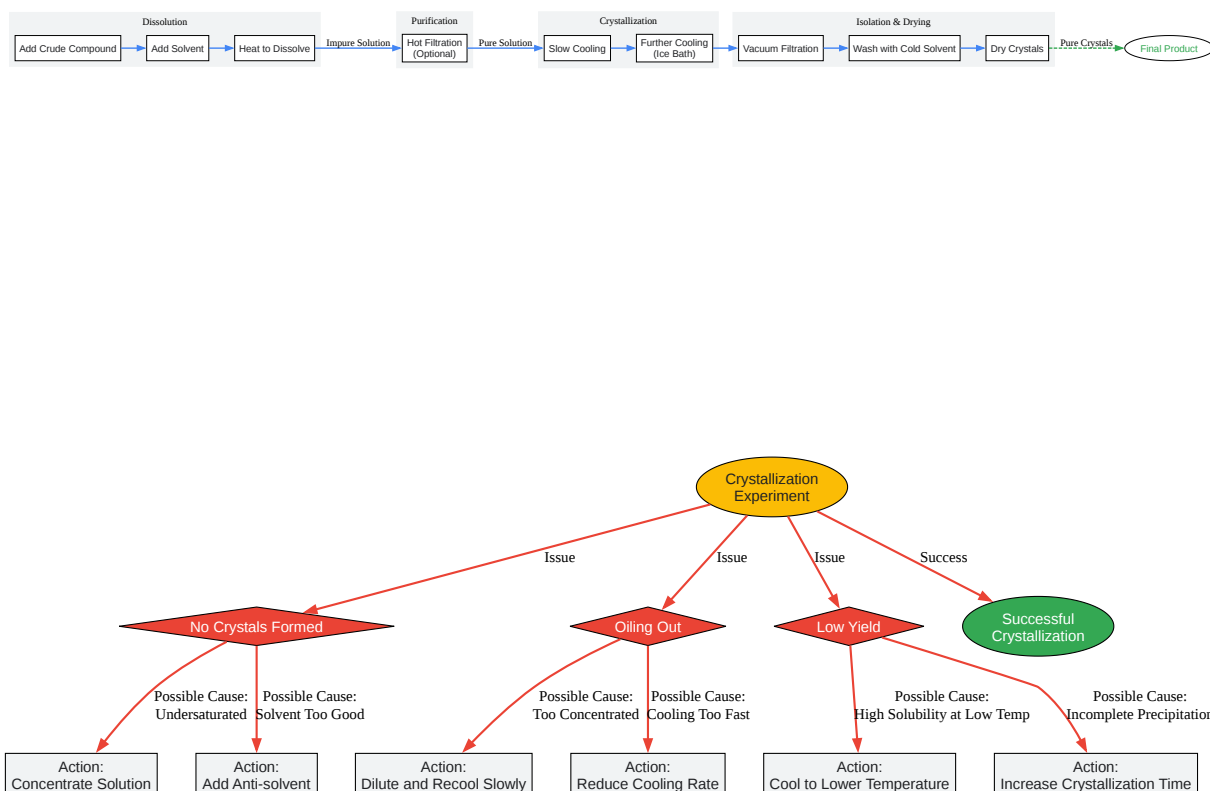 Dissolution
Purification
Crystallization
Isolation & Drying
Add Crude Compound
Add Solvent
Heat to Dissolve
Impure Solution
Hot Filtration
(Optional)
Pure Solution
Slow Cooling
Further Cooling
(Ice Bath)
Vacuum Filtration
Wash with Cold Solvent
Dry Crystals
Pure Crystals
Final Product
Crystallization
Experiment
Issue
Issue
Issue
Success
No Crystals Formed
Oiling Out
Low Yield
Successful
Crystallization
Possible Cause:
Undersaturated
Possible Cause:
Solvent Too Good
Possible Cause:
Too Concentrated
Possible Cause:
Cooling Too Fast
Possible Cause:
High Solubility at Low Temp
Possible Cause:
Incomplete Precipitation
Action:
Concentrate Solution
Action:
Add Anti-solvent
Action:
Dilute and Recool Slowly
Action:
Reduce Cooling Rate
Action:
Cool to Lower Temperature
Action:
Increase Crystallization Time